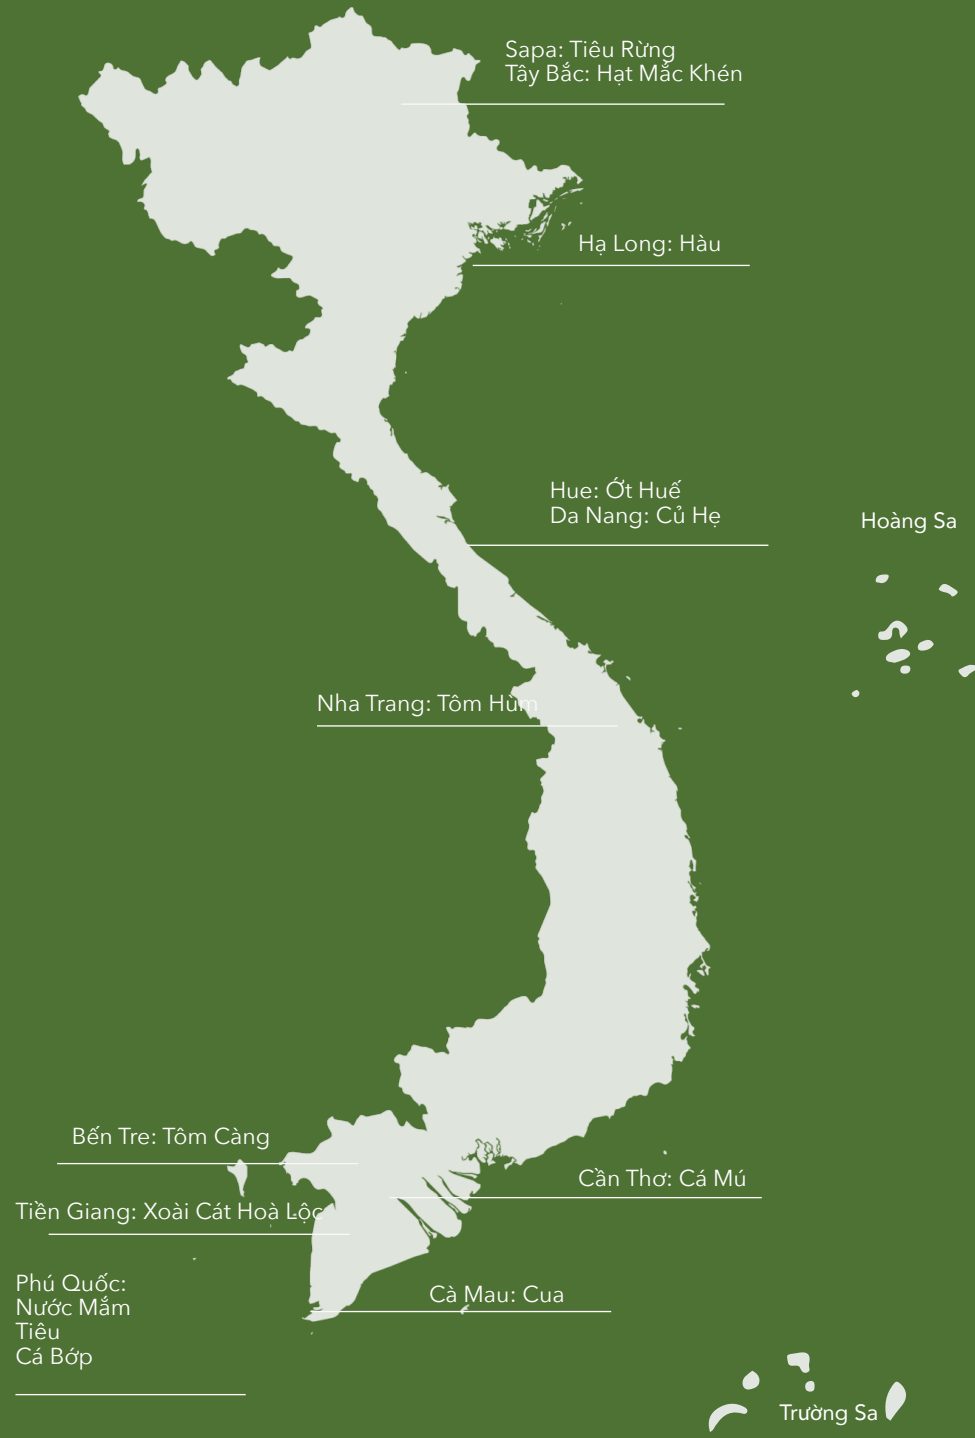 Sapa: Tiêu Rừng
Tây Bắc: Hạt Mắc Khén
Hạ Long: Hàu
Hue: Ớt Huế
Da Nang: Củ Hẹ
Hoàng Sa
Nha Trang: Tôm Hùm
Bến Tre: Tôm Càng
Cần Thơ: Cá Mú
Tiền Giang: Xoài Cát Hoà Lộc
Phú Quốc:
Nước Mắm
Tiêu
Cá Bớp
Cà Mau: Cua
Trường Sa